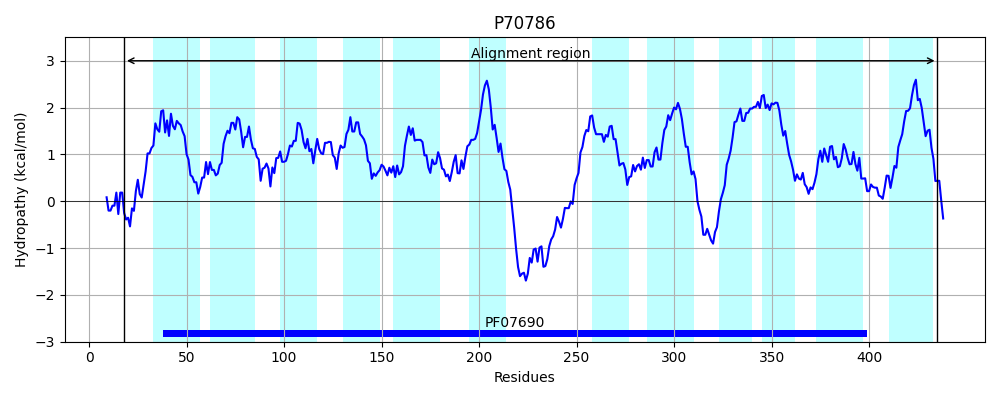 P70786
Alignment region
Hydropathy (kcal/mol)
3
2
1
0
−1
−2
−3
PF07690
0 50 100 150 200 250 300 350 400
Residues